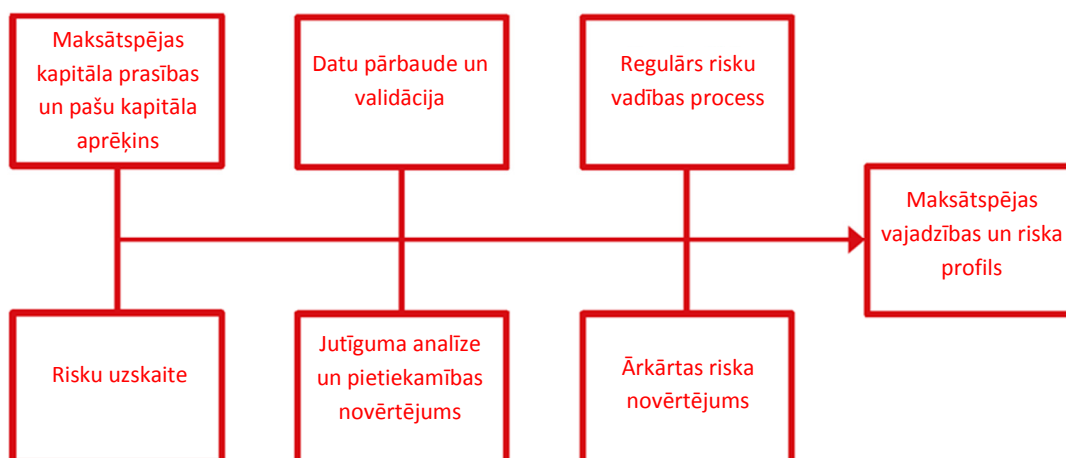 Maksātspējas
kapitāla prasības
un pašu kapitāla
aprēķins
Datu pārbaude un
validācija
Regulārs risku
vadības process
Maksātspējas
vajadzības un riska
profils
Risku uzskaite
Jutīguma analīze
un pietiekamības
novērtējums
Ārkārtas riska
novērtējums